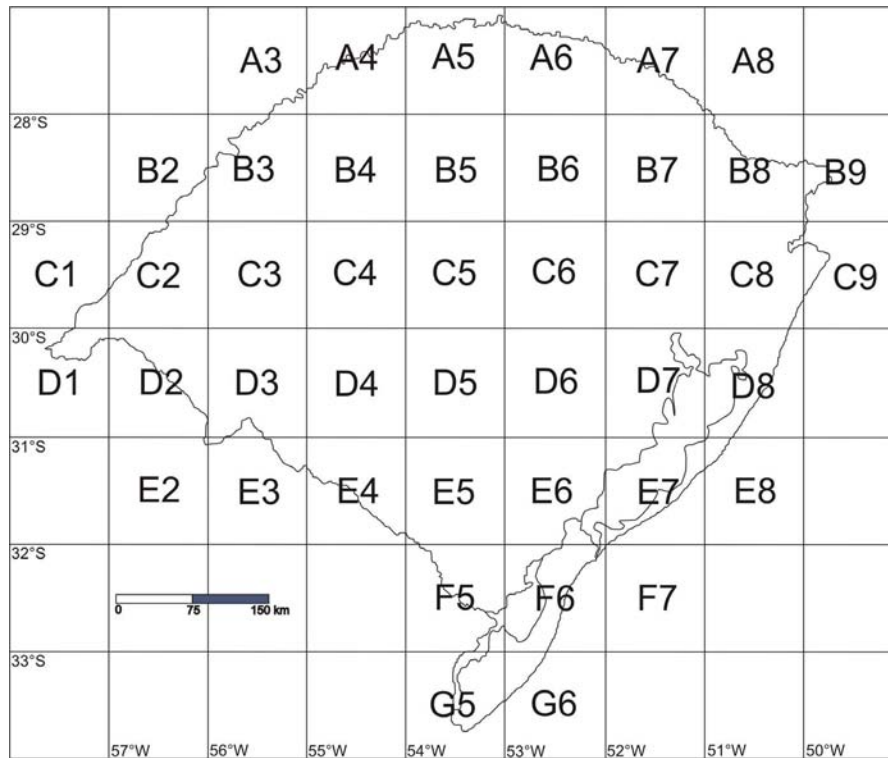 A3 A4 A5 A6 A7 A8
28°S
B2 B3 B4 B5 B6 B7 B8 B9
29°S
C1 C2 C3 C4 C5 C6 C7 C8 C9
30°S
D1 D2 D3 D4 D5 D6 D7 D8
31°S
E2 E3 E4 E5 E6 E7 E8
32°S
F5 F6 F7
0 75 150 km
33°S
G5 G6
57°W 56°W 55°W 54°W 53°W 52°W 51°W 50°W